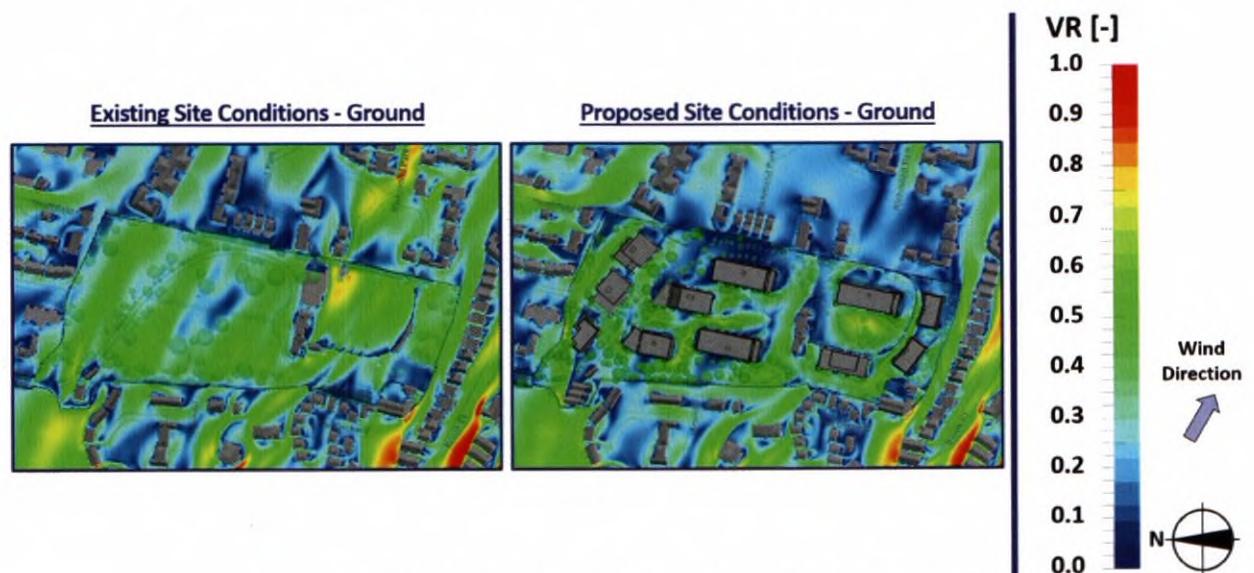 VR [-]
1.0
Existing Site Conditions - Ground
Proposed Site Conditions - Ground
0.9
0.8
0.7
0.6
0.5
0.4
0.3
0.2
0.1
0.0
Wind
Direction
N